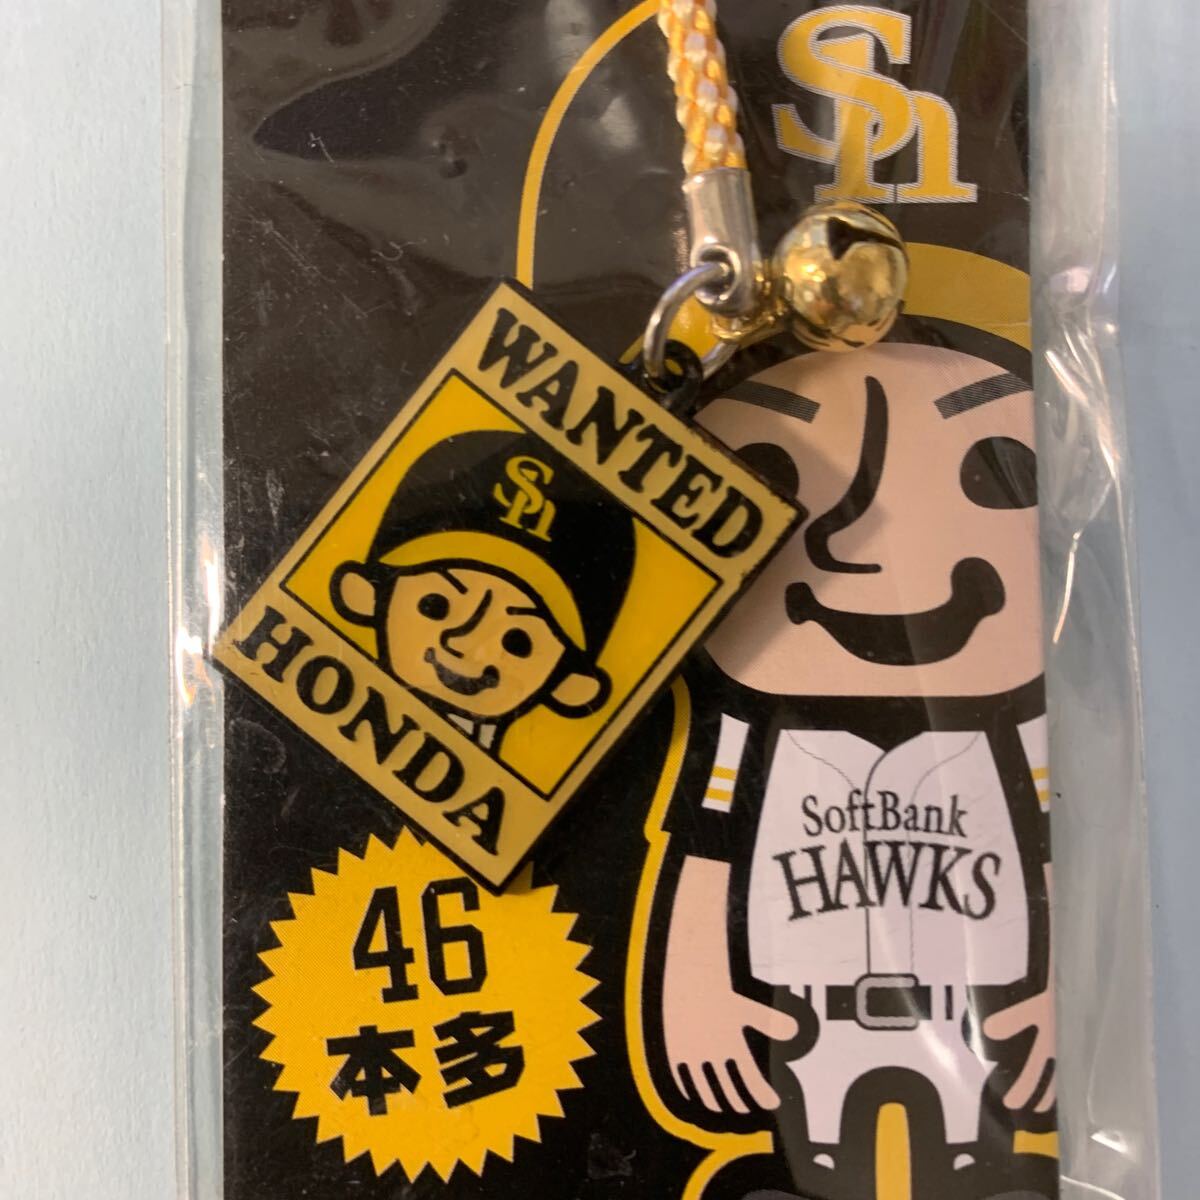 Sh
WANTED
Sh
HONDA
SoftBank
HAWKS
46
本多